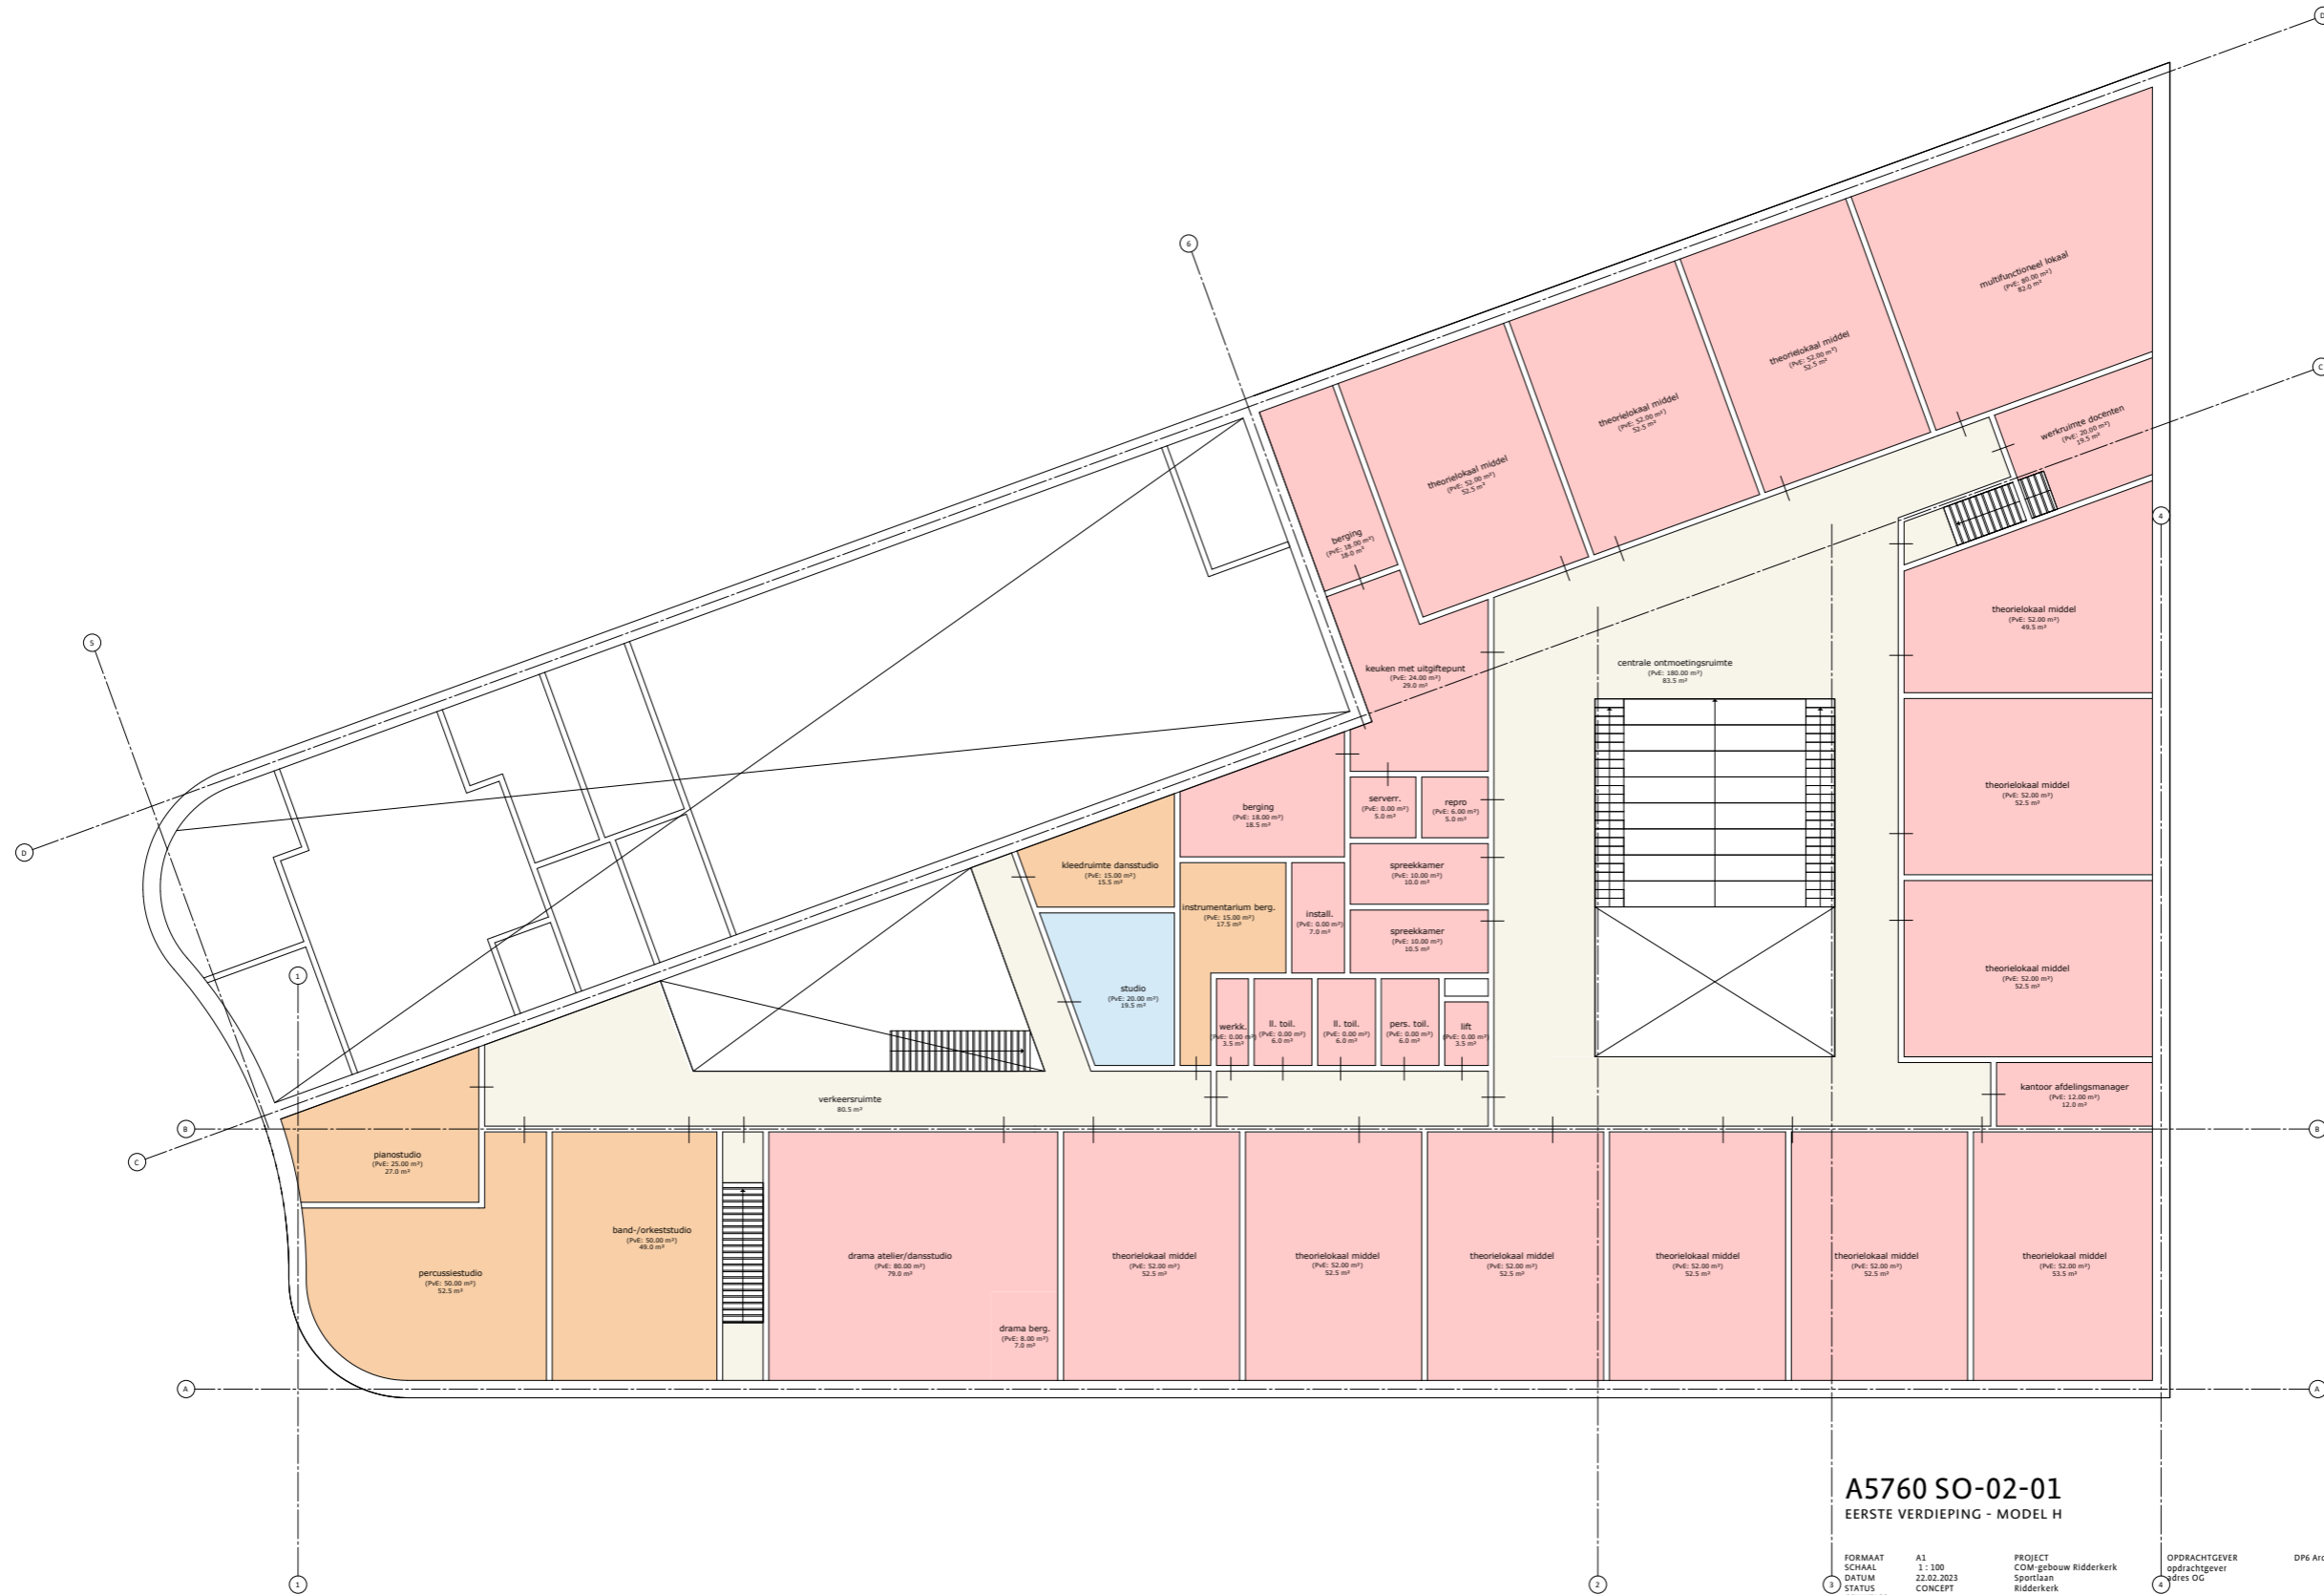 D
6
multifunctioneel lokaal
(PvE: 80.00 m²)
82.0 m²
theorielokaal middel
(PvE: 52.00 m²)
52.5 m²
theorielokaal middel
(PvE: 52.00 m²)
52.5 m²
theorielokaal middel
(PvE: 52.00 m²)
52.5 m²
C
werkruimte docenten
(PvE: 20.00 m²)
19.5 m²
berging
(PvE: 18.00 m²)
18.0 m²
4
5
theorielokaal middel
(PvE: 52.00 m²)
49.5 m²
keuken met uitgiftepunt
(PvE: 24.00 m²)
29.0 m²
centrale ontmoetingsruimte
(PvE: 180.00 m²)
83.5 m²
theorielokaal middel
(PvE: 52.00 m²)
52.5 m²
berging
(PvE: 18.00 m²)
18.5 m²
serverr.
(PvE: 0.00 m²)
5.0 m²
repro
(PvE: 6.00 m²)
5.0 m²
D
kleedruimte dansstudio
(PvE: 15.00 m²)
15.5 m²
spreekkamer
(PvE: 10.00 m²)
10.0 m²
instrumentarium berg.
(PvE: 15.00 m²)
17.5 m²
install.
(PvE: 0.00 m²)
7.0 m²
spreekkamer
(PvE: 10.00 m²)
10.5 m²
theorielokaal middel
(PvE: 52.00 m²)
52.5 m²
1
studio
(PvE: 20.00 m²)
19.5 m²
werkk.
(PvE: 0.00 m²)
3.5 m²
ll. toil.
(PvE: 0.00 m²)
6.0 m²
ll. toil.
(PvE: 0.00 m²)
6.0 m²
pers. toil.
(PvE: 0.00 m²)
6.0 m²
lift
(PvE: 0.00 m²)
3.5 m²
verkeersruimte
80.5 m²
kantoor afdelingsmanager
(PvE: 12.00 m²)
12.0 m²
B
B
C
pianostudio
(PvE: 25.00 m²)
27.0 m²
percussiestudio
(PvE: 50.00 m²)
52.5 m²
band-/orkeststudio
(PvE: 50.00 m²)
49.0 m²
drama atelier/dansstudio
(PvE: 80.00 m²)
79.0 m²
drama berg.
(PvE: 8.00 m²)
7.0 m²
theorielokaal middel
(PvE: 52.00 m²)
52.5 m²
theorielokaal middel
(PvE: 52.00 m²)
52.5 m²
theorielokaal middel
(PvE: 52.00 m²)
52.5 m²
theorielokaal middel
(PvE: 52.00 m²)
52.5 m²
theorielokaal middel
(PvE: 52.00 m²)
52.5 m²
theorielokaal middel
(PvE: 52.00 m²)
53.5 m²
A
A
A5760 SO-02-01
EERSTE VERDIEPING - MODEL H
FORMAAT A1 PROJECT OPDRACHTGEVER DP6 Arc
SCHAAL 1 : 100 COM-gebouw Ridderkerk opdrachtgever
DATUM 22.02.2023 Sportlaan adres OG
STATUS CONCEPT Ridderkerk
1
2
3
4